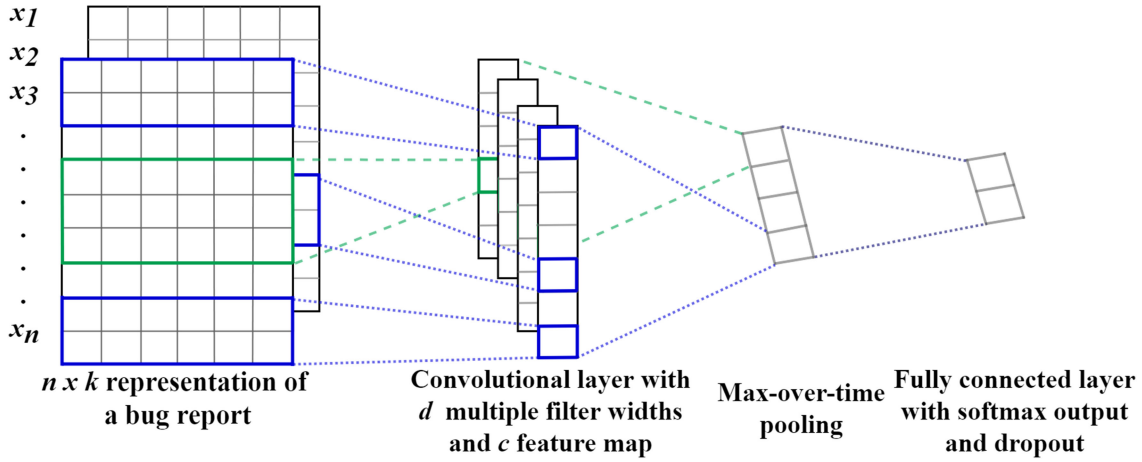 x1
x2
x3
.
.
.
.
.
xn
n x k representation of
a bug report
Convolutional layer with
d multiple filter widths
and c feature map
Max-over-time
pooling
Fully connected layer
with softmax output
and dropout